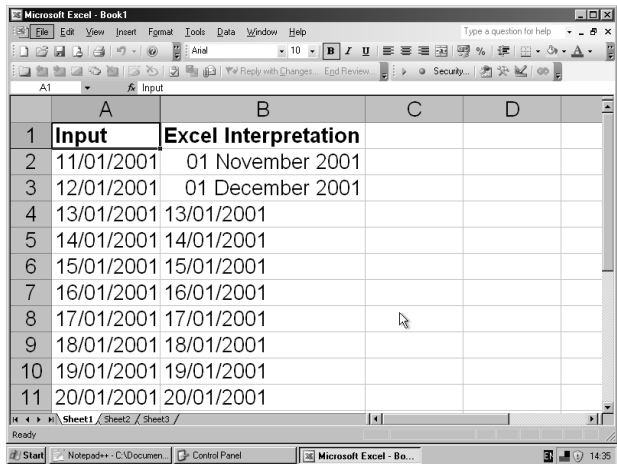 Microsoft Excel - Book1
File Edit View Insert Format Tools Data Window Help Type a question for help
Arial 10 B I U %
Reply with Changes... End Review... Security...
A1 fx Input
A B C D
1 Input Excel Interpretation
2 11/01/2001 01 November 2001
3 12/01/2001 01 December 2001
4 13/01/2001 13/01/2001
5 14/01/2001 14/01/2001
6 15/01/2001 15/01/2001
7 16/01/2001 16/01/2001
8 17/01/2001 17/01/2001
9 18/01/2001 18/01/2001
10 19/01/2001 19/01/2001
11 20/01/2001 20/01/2001
Sheet1 Sheet2 Sheet3
Ready
Start Notepad++ - C:\Documen... Control Panel Microsoft Excel - Bo... 14:35